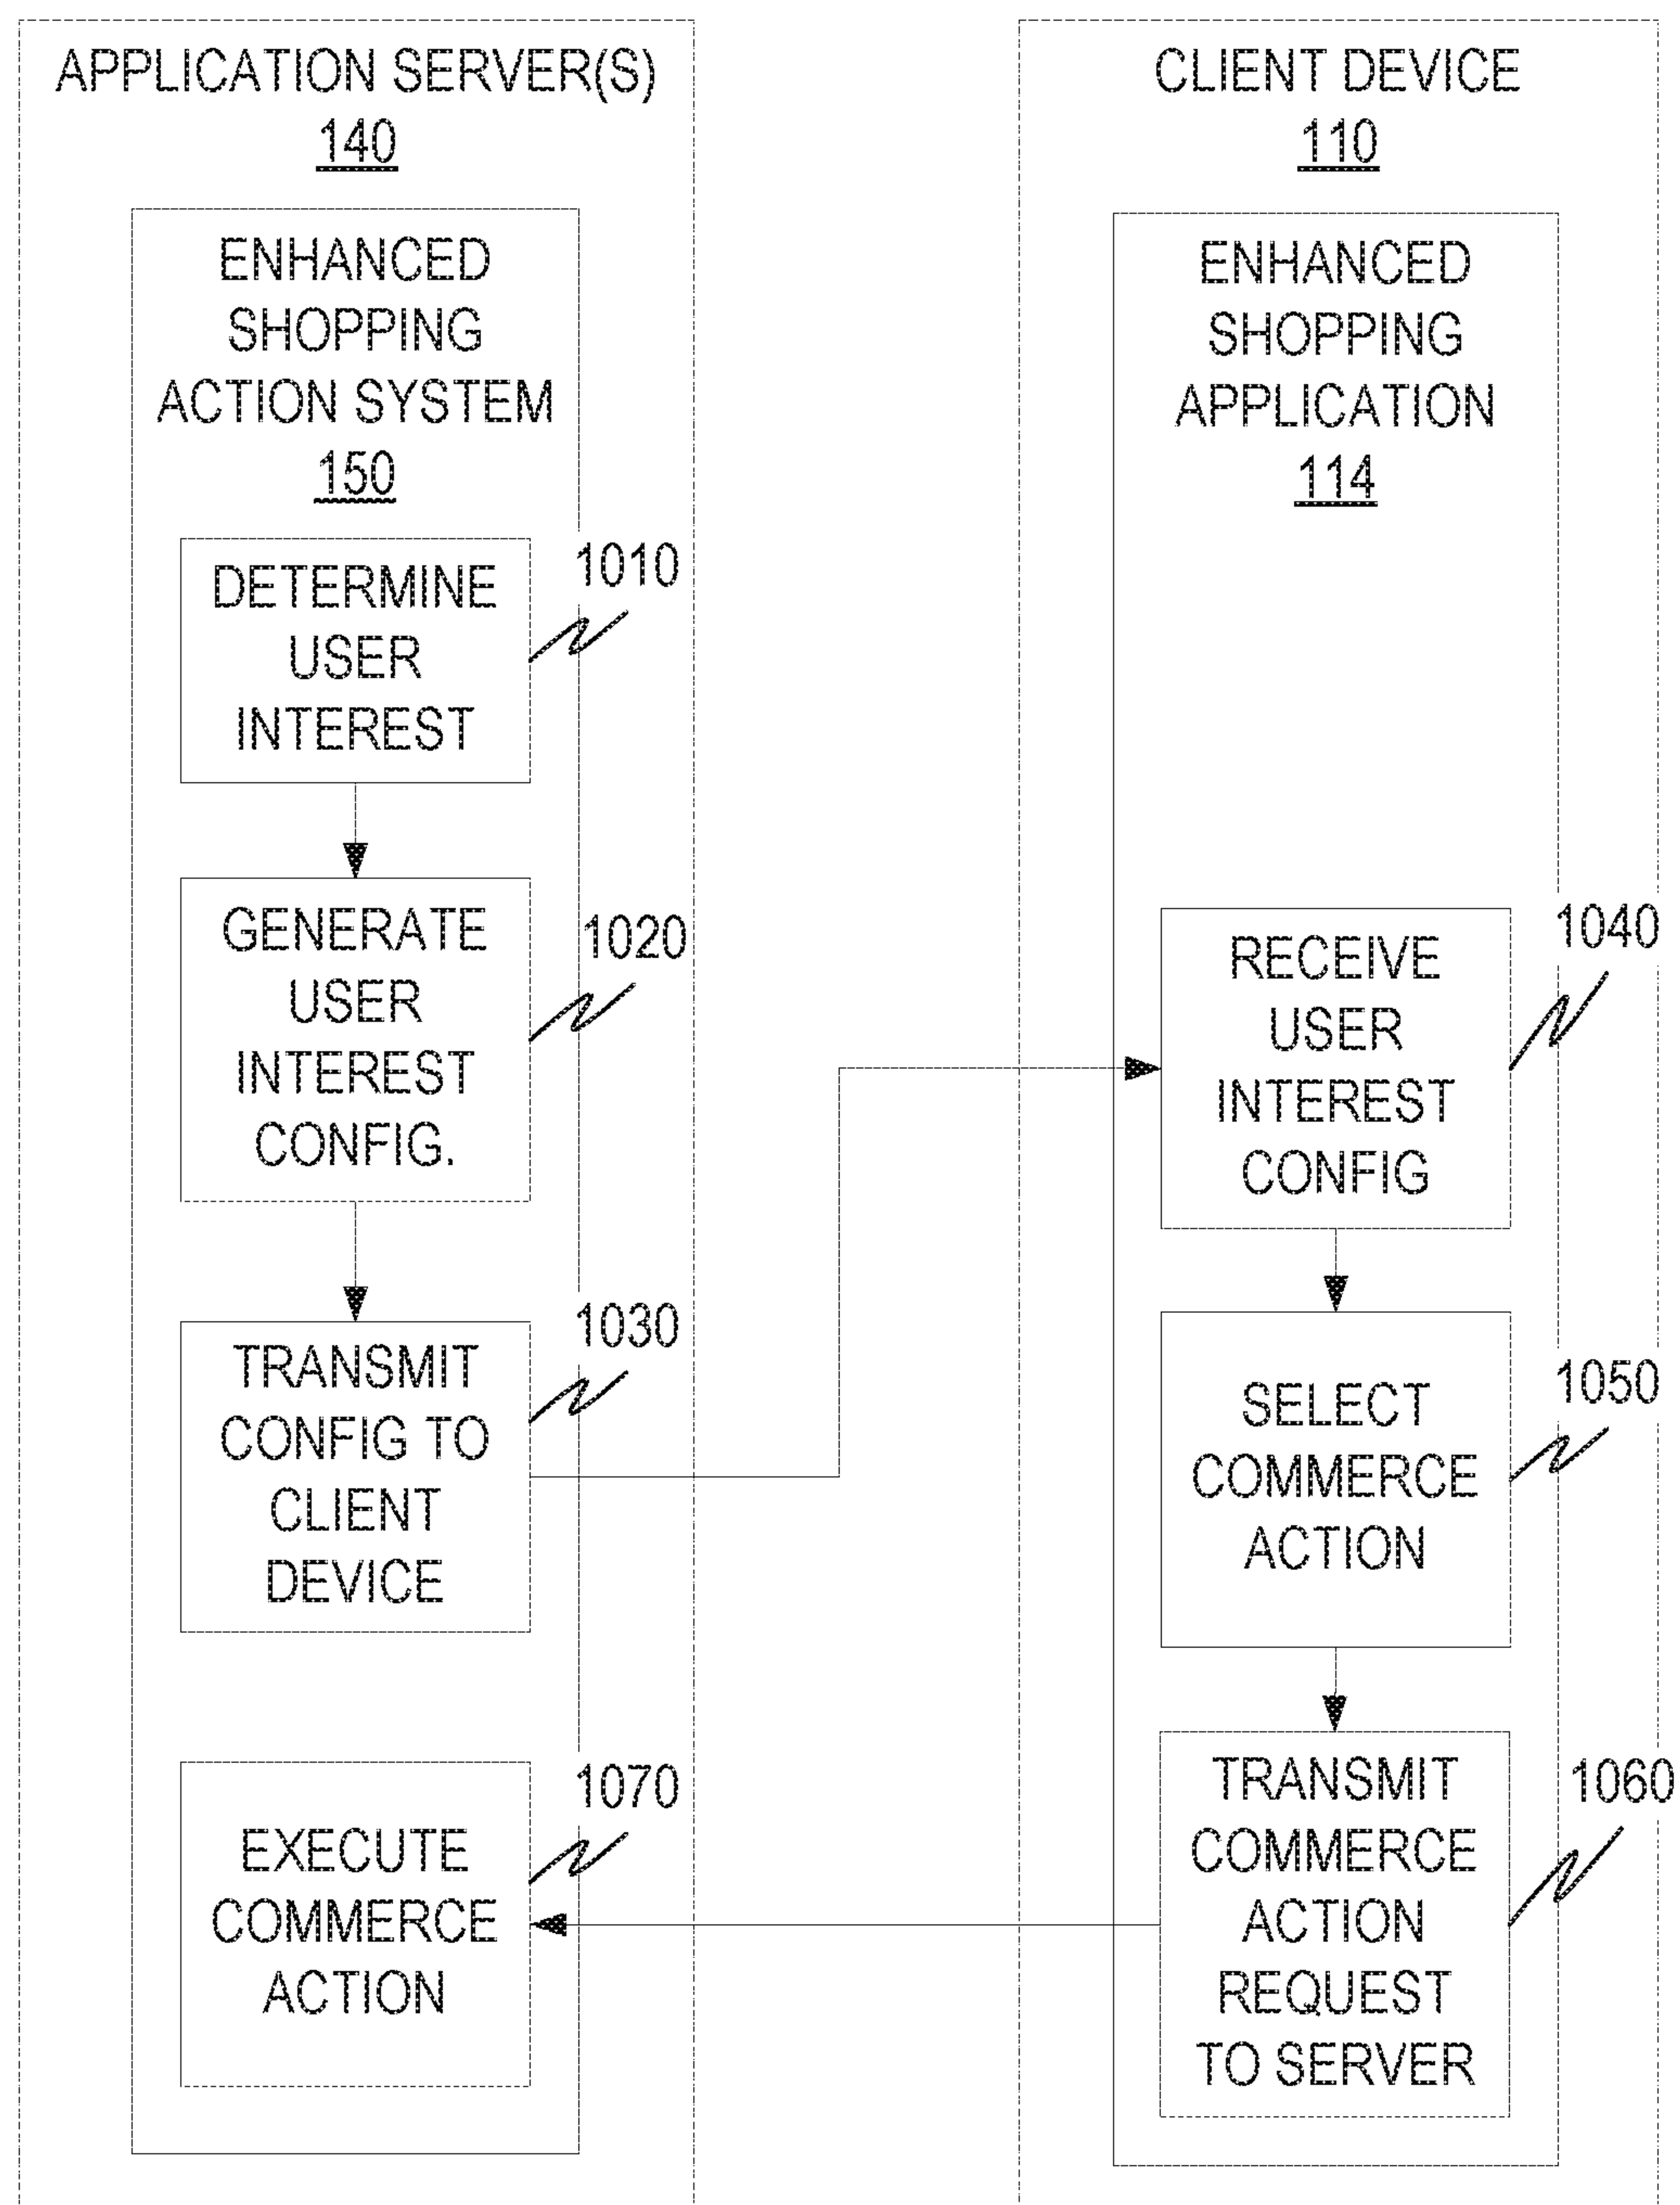 APPLICATION SERVER(S)
140
ENHANCED
SHOPPING
ACTION SYSTEM
150
DETERMINE
USER
INTEREST
1010
GENERATE
USER
INTEREST
CONFIG.
1020
TRANSMIT
CONFIG TO
CLIENT
DEVICE
1030
EXECUTE
COMMERCE
ACTION
1070
CLIENT DEVICE
110
ENHANCED
SHOPPING
APPLICATION
114
RECEIVE
USER
INTEREST
CONFIG
1040
SELECT
COMMERCE
ACTION
1050
TRANSMIT
COMMERCE
ACTION
REQUEST
TO SERVER
1060